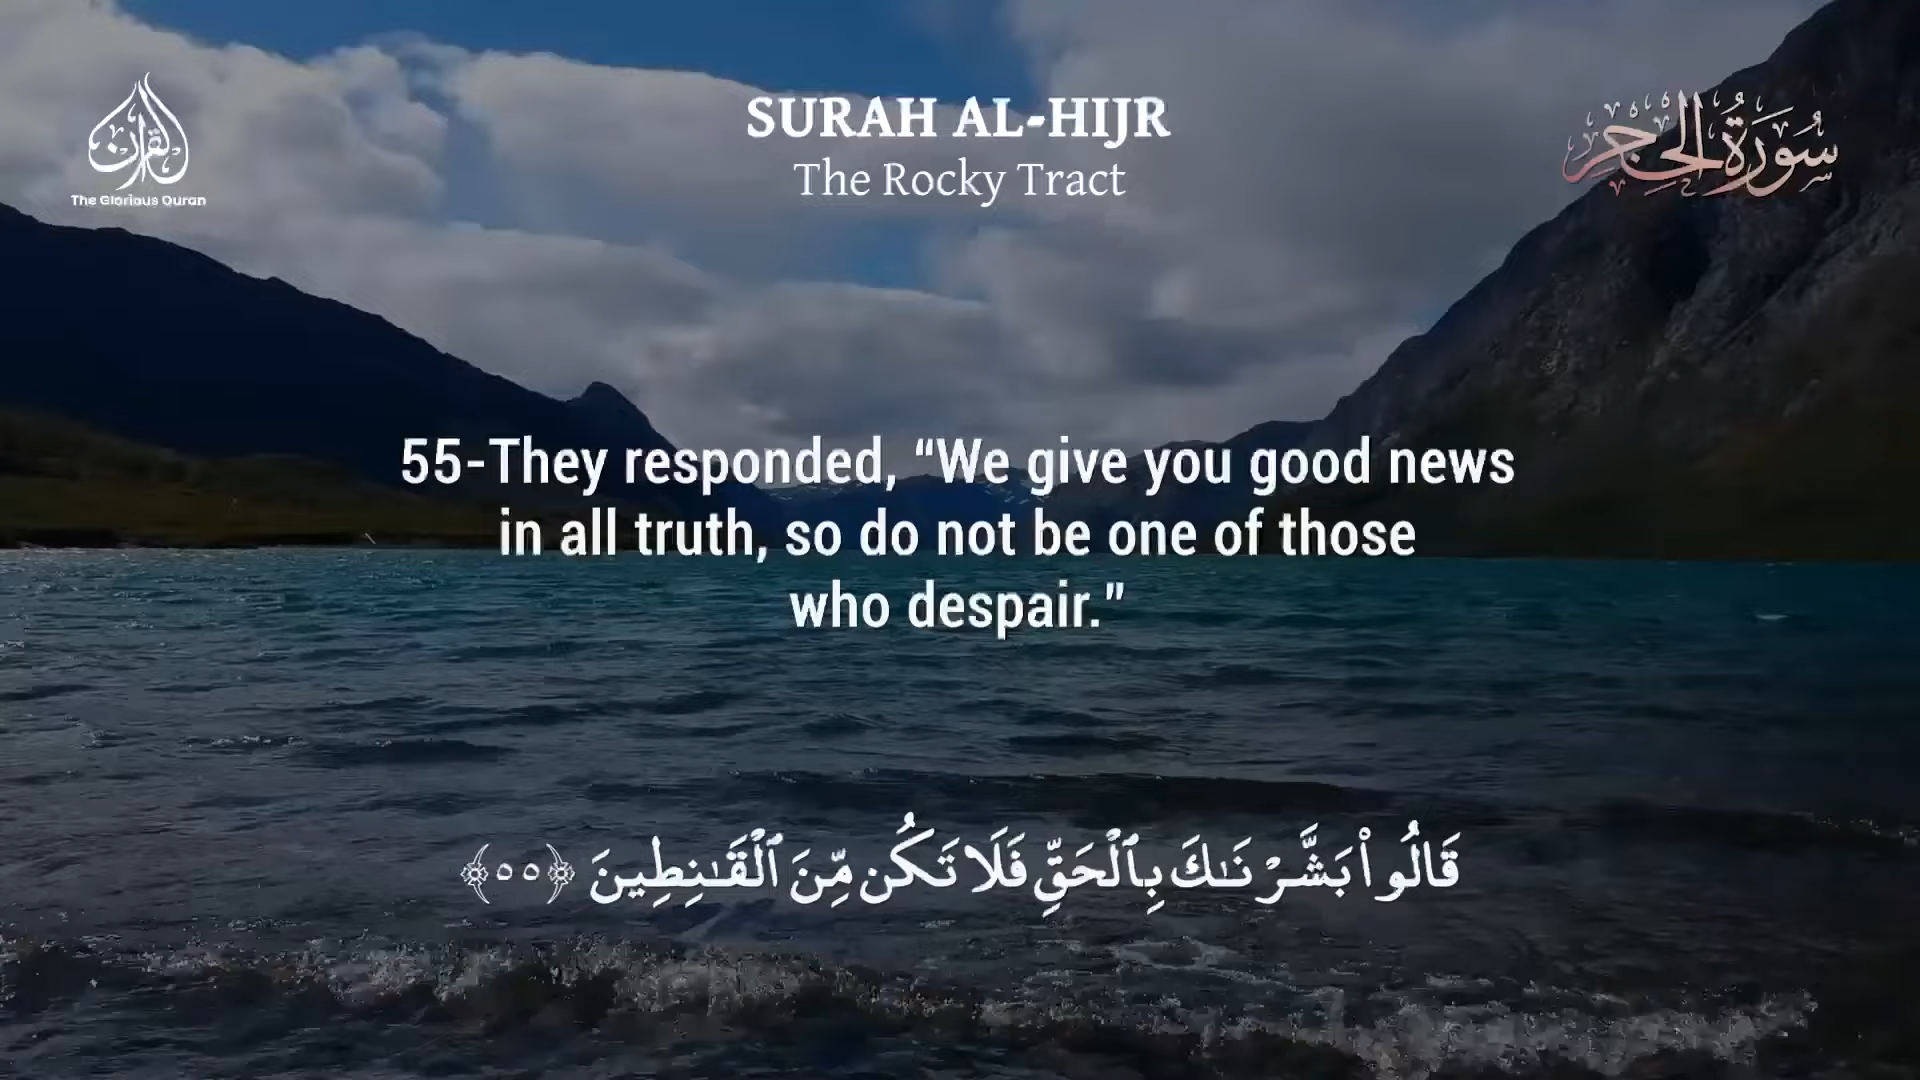 القرآن
The Glorious Quran
SURAH AL-HIJR
The Rocky Tract
سُورَةُ الحِجْرِ
55-They responded, “We give you good news
in all truth, so do not be one of those
who despair.”
قَالُوا۟ بَشَّرْنَـٰكَ بِٱلْحَقِّ فَلَا تَكُن مِّنَ ٱلْقَـٰنِطِينَ ﴿٥٥﴾